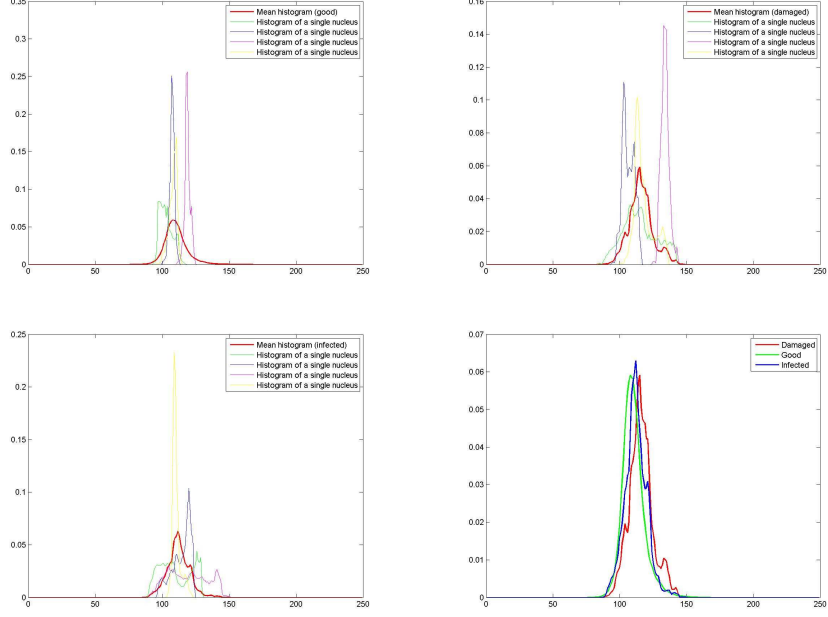 0.35
0.3
0.25
0.2
0.15
0.1
0.05
0
0 50 100 150 200 250
Mean histogram (good)
Histogram of a single nucleus
Histogram of a single nucleus
Histogram of a single nucleus
Histogram of a single nucleus
0.16
0.14
0.12
0.1
0.08
0.06
0.04
0.02
0
0 50 100 150 200 250
Mean histogram (damaged)
Histogram of a single nucleus
Histogram of a single nucleus
Histogram of a single nucleus
Histogram of a single nucleus
0.25
0.2
0.15
0.1
0.05
0
0 50 100 150 200 250
Mean histogram (infected)
Histogram of a single nucleus
Histogram of a single nucleus
Histogram of a single nucleus
Histogram of a single nucleus
0.07
0.06
0.05
0.04
0.03
0.02
0.01
0
0 50 100 150 200 250
Damaged
Good
Infected